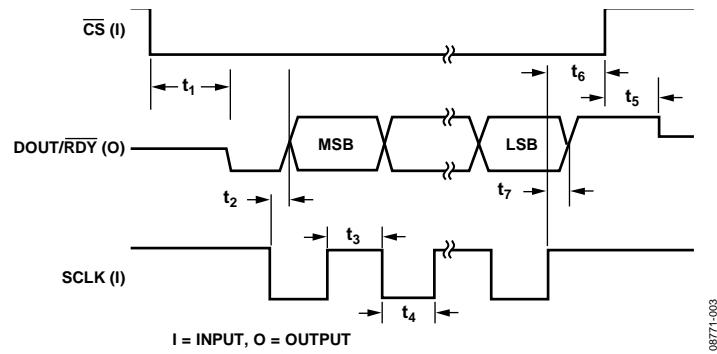 CS (I)
t1
t6
t5
DOUT/RDY (O)
MSB
LSB
t2
t7
t3
SCLK (I)
t4
I = INPUT, O = OUTPUT
08771-003